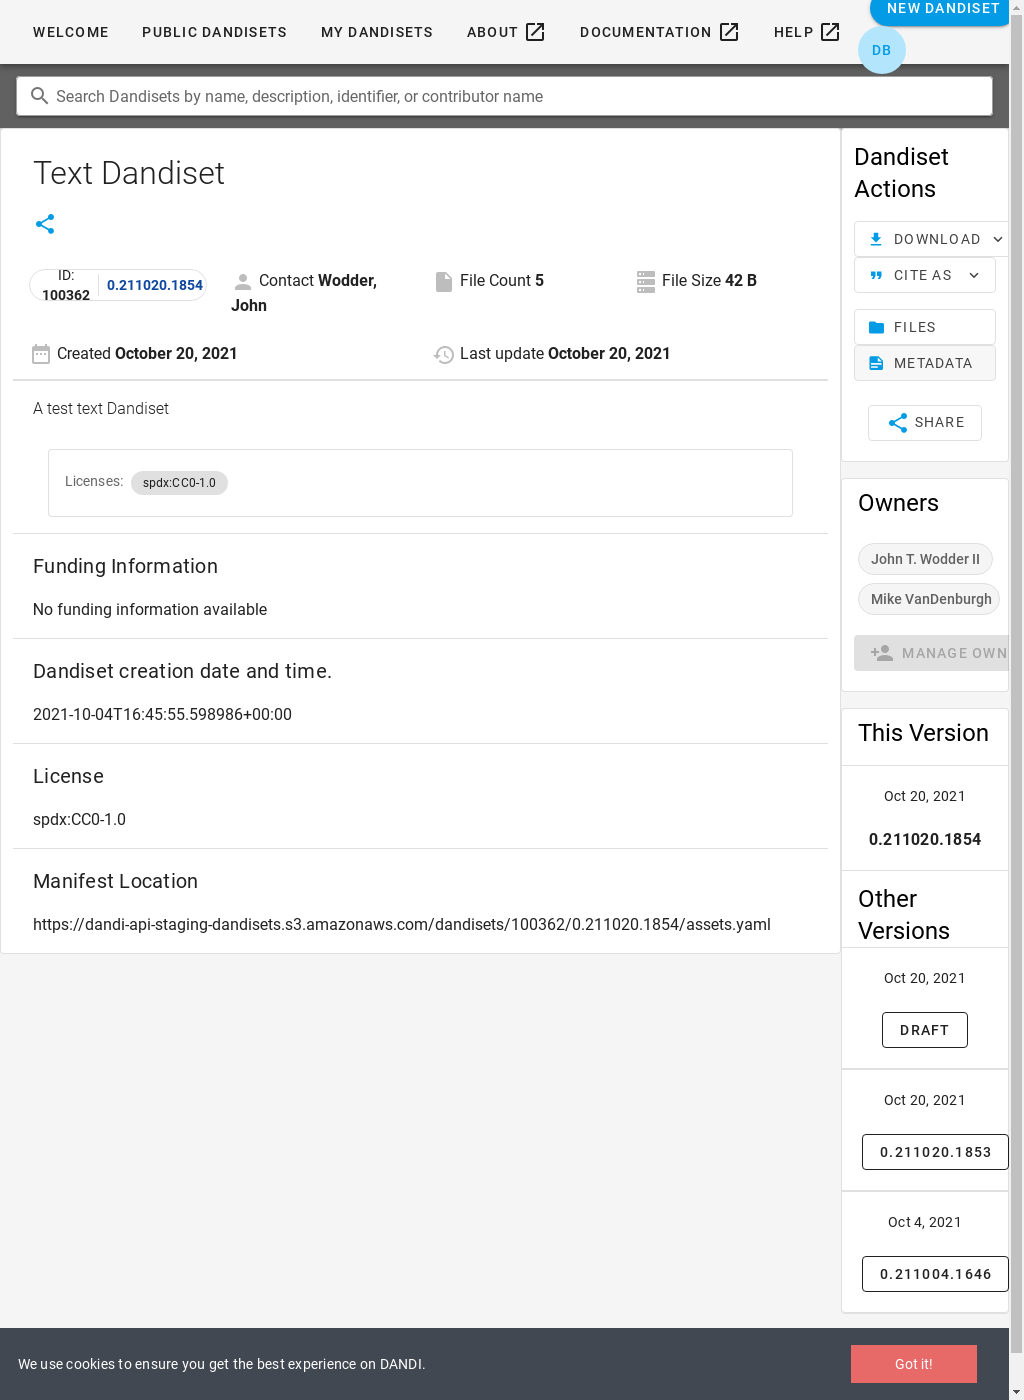 WELCOME PUBLIC DANDISETS MY DANDISETS ABOUT DOCUMENTATION HELP NEW DANDISET
DB
Search Dandisets by name, description, identifier, or contributor name
Text Dandiset
ID: 100362 0.211020.1854
Contact Wodder, John
File Count 5
File Size 42 B
Created October 20, 2021
Last update October 20, 2021
A test text Dandiset
Licenses: spdx:CC0-1.0
Funding Information
No funding information available
Dandiset creation date and time.
2021-10-04T16:45:55.598986+00:00
License
spdx:CC0-1.0
Manifest Location
https://dandi-api-staging-dandisets.s3.amazonaws.com/dandisets/100362/0.211020.1854/assets.yaml
Dandiset
Actions
DOWNLOAD
CITE AS
FILES
METADATA
SHARE
Owners
John T. Wodder II
Mike VanDenburgh
MANAGE OWN
This Version
Oct 20, 2021
0.211020.1854
Other
Versions
Oct 20, 2021
DRAFT
Oct 20, 2021
0.211020.1853
Oct 4, 2021
0.211004.1646
We use cookies to ensure you get the best experience on DANDI.
Got it!